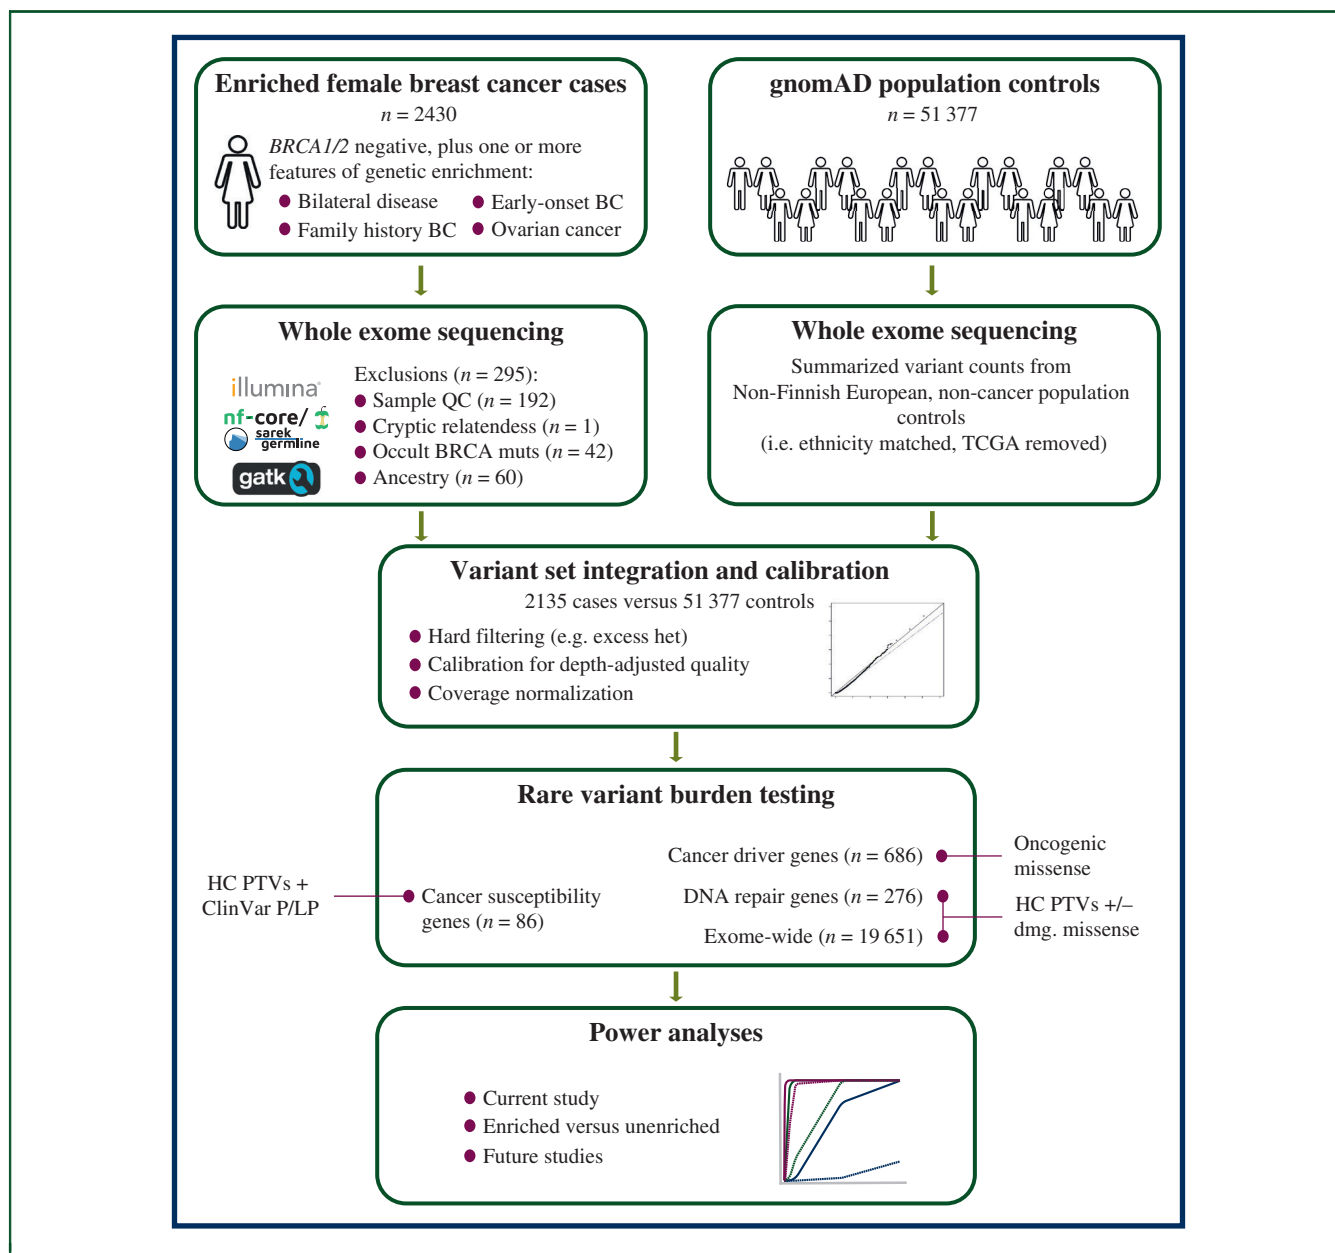 Enriched female breast cancer cases
n = 2430
BRCA1/2 negative, plus one or more
features of genetic enrichment:
Bilateral disease
Early-onset BC
Family history BC
Ovarian cancer
gnomAD population controls
n = 51 377
Whole exome sequencing
illumina®
nf-core/
sarek
germline
gatk
Exclusions (n = 295):
Sample QC (n = 192)
Cryptic relatendess (n = 1)
Occult BRCA muts (n = 42)
Ancestry (n = 60)
Whole exome sequencing
Summarized variant counts from
Non-Finnish European, non-cancer population
controls
(i.e. ethnicity matched, TCGA removed)
Variant set integration and calibration
2135 cases versus 51 377 controls
Hard filtering (e.g. excess het)
Calibration for depth-adjusted quality
Coverage normalization
Rare variant burden testing
HC PTVs +
ClinVar P/LP
Cancer susceptibility
genes (n = 86)
Cancer driver genes (n = 686)
DNA repair genes (n = 276)
Exome-wide (n = 19 651)
Oncogenic
missense
HC PTVs +/–
dmg. missense
Power analyses
Current study
Enriched versus unenriched
Future studies